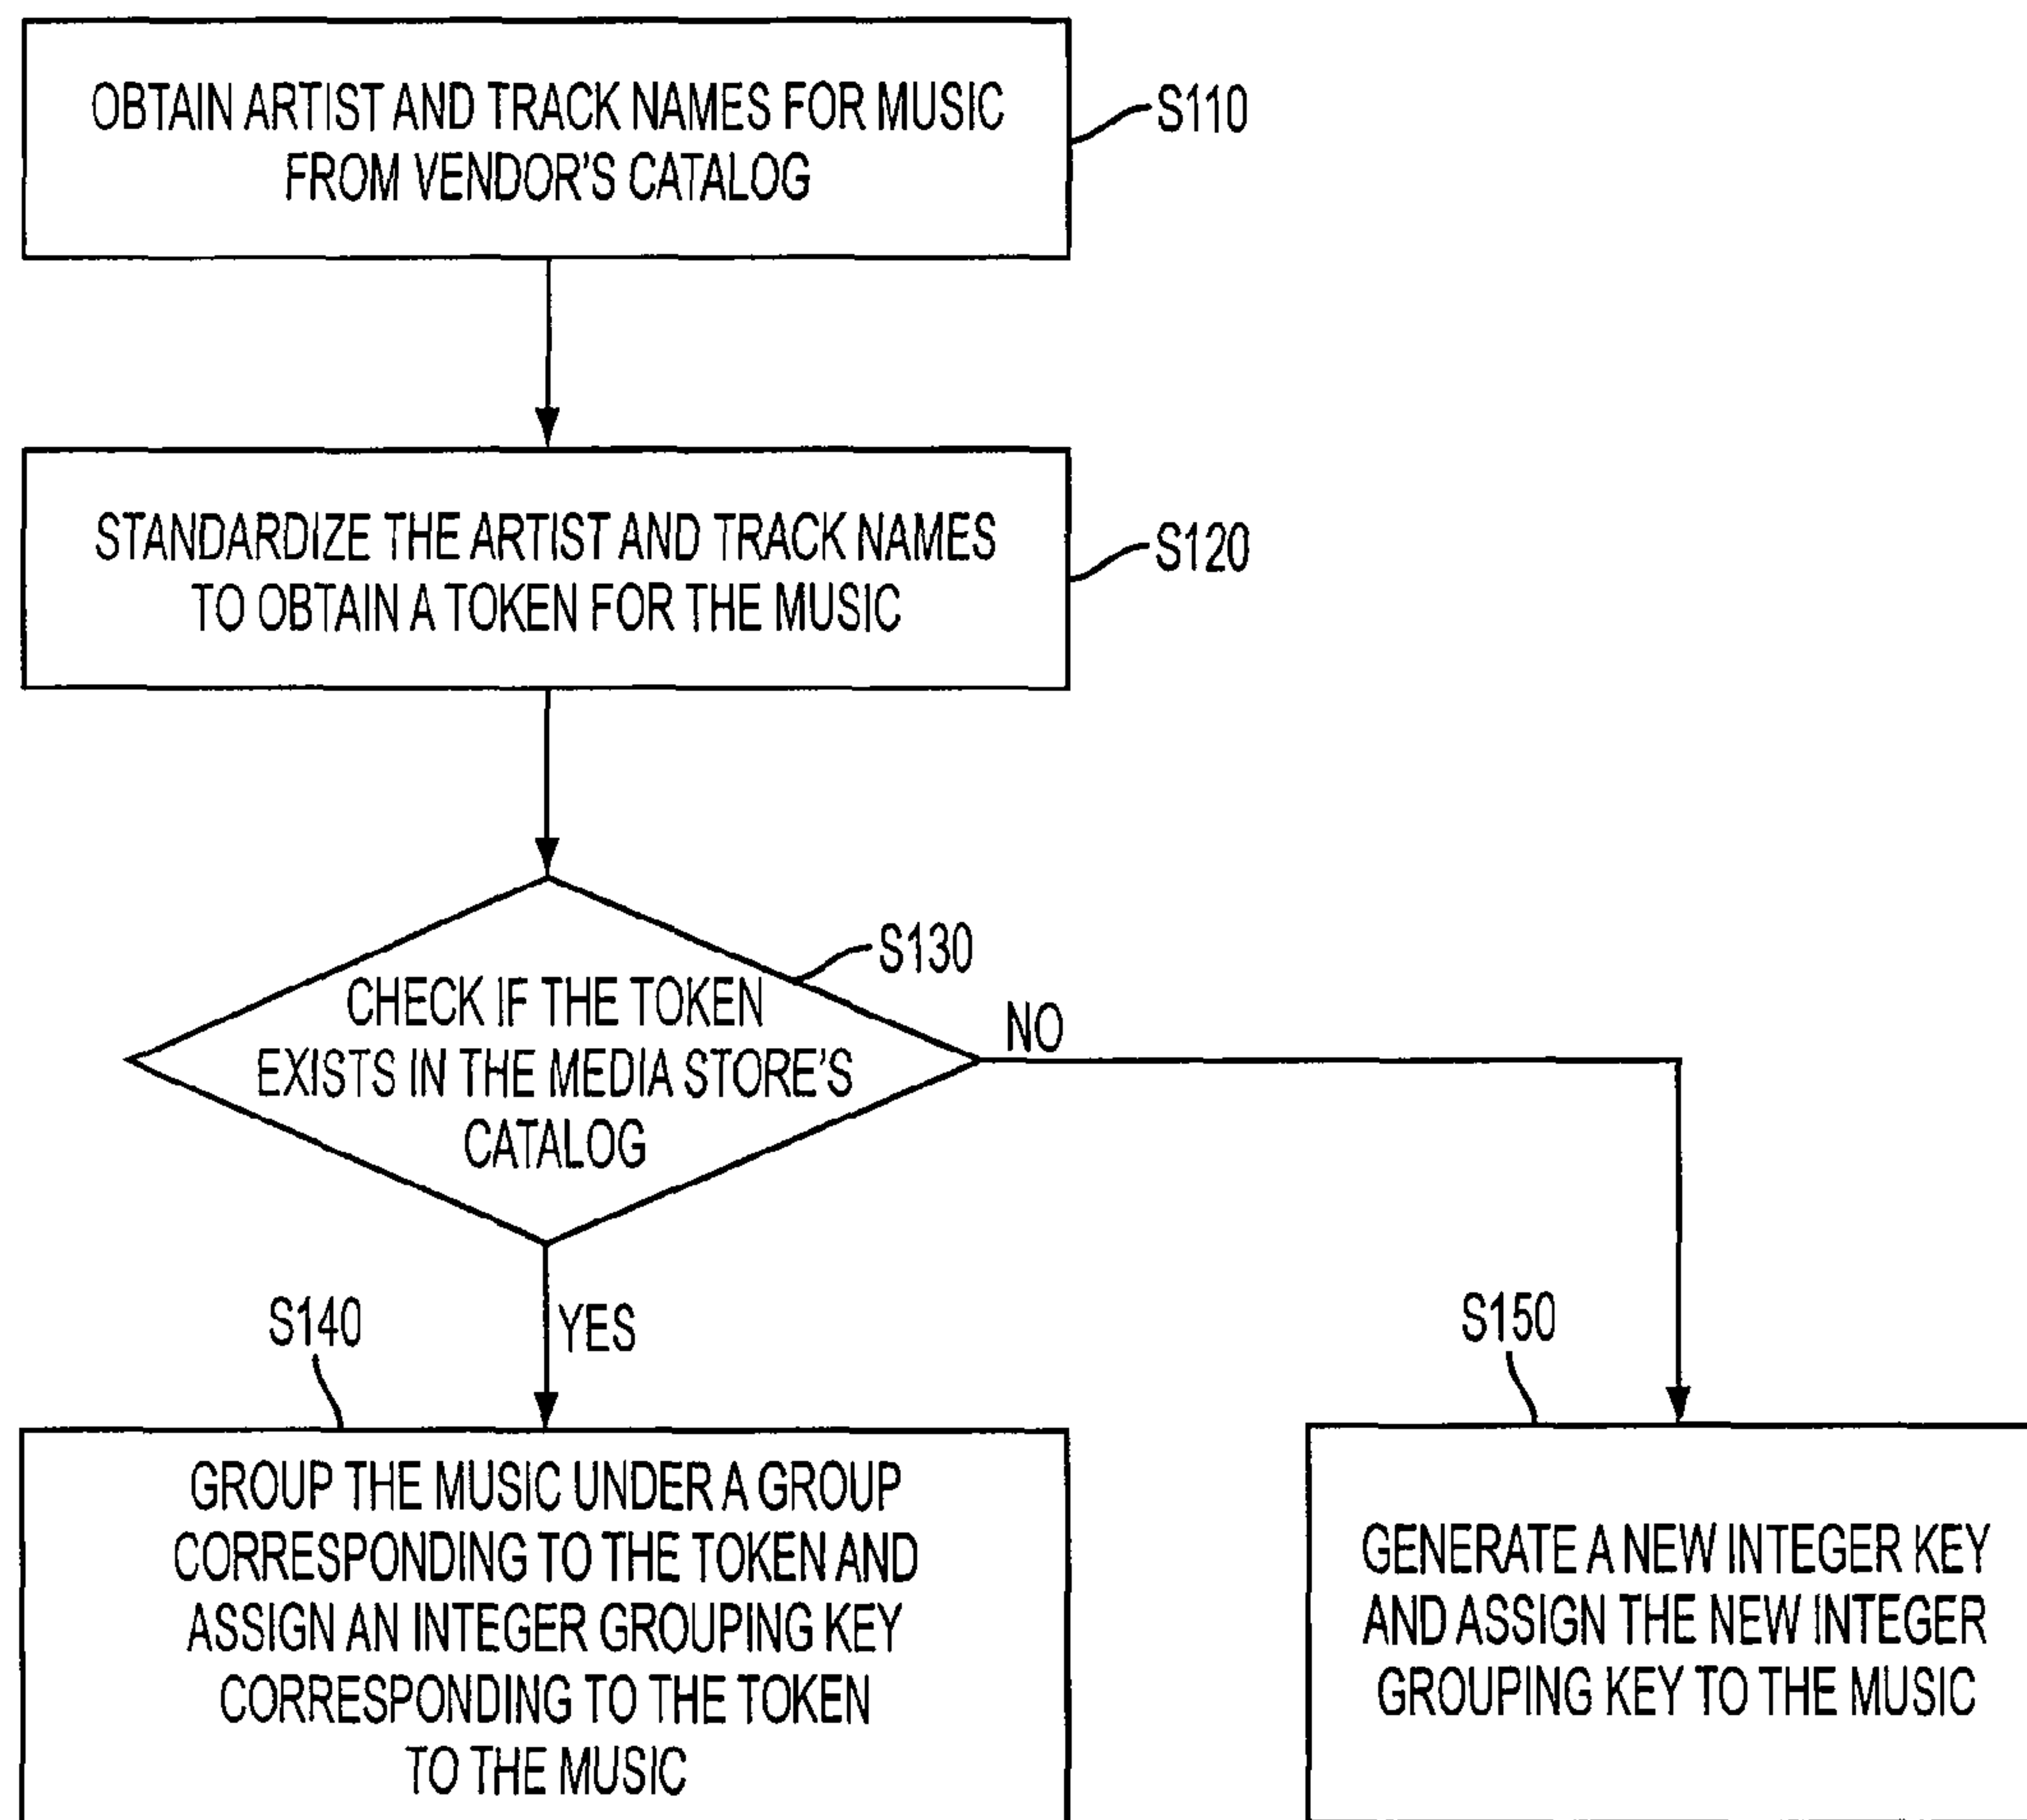 OBTAIN ARTIST AND TRACK NAMES FOR MUSIC
FROM VENDOR'S CATALOG
S110
STANDARDIZE THE ARTIST AND TRACK NAMES
TO OBTAIN A TOKEN FOR THE MUSIC
S120
S130
CHECK IF THE TOKEN
EXISTS IN THE MEDIA STORE'S
CATALOG
NO
YES
S140
GROUP THE MUSIC UNDER A GROUP
CORRESPONDING TO THE TOKEN AND
ASSIGN AN INTEGER GROUPING KEY
CORRESPONDING TO THE TOKEN
TO THE MUSIC
S150
GENERATE A NEW INTEGER KEY
AND ASSIGN THE NEW INTEGER
GROUPING KEY TO THE MUSIC